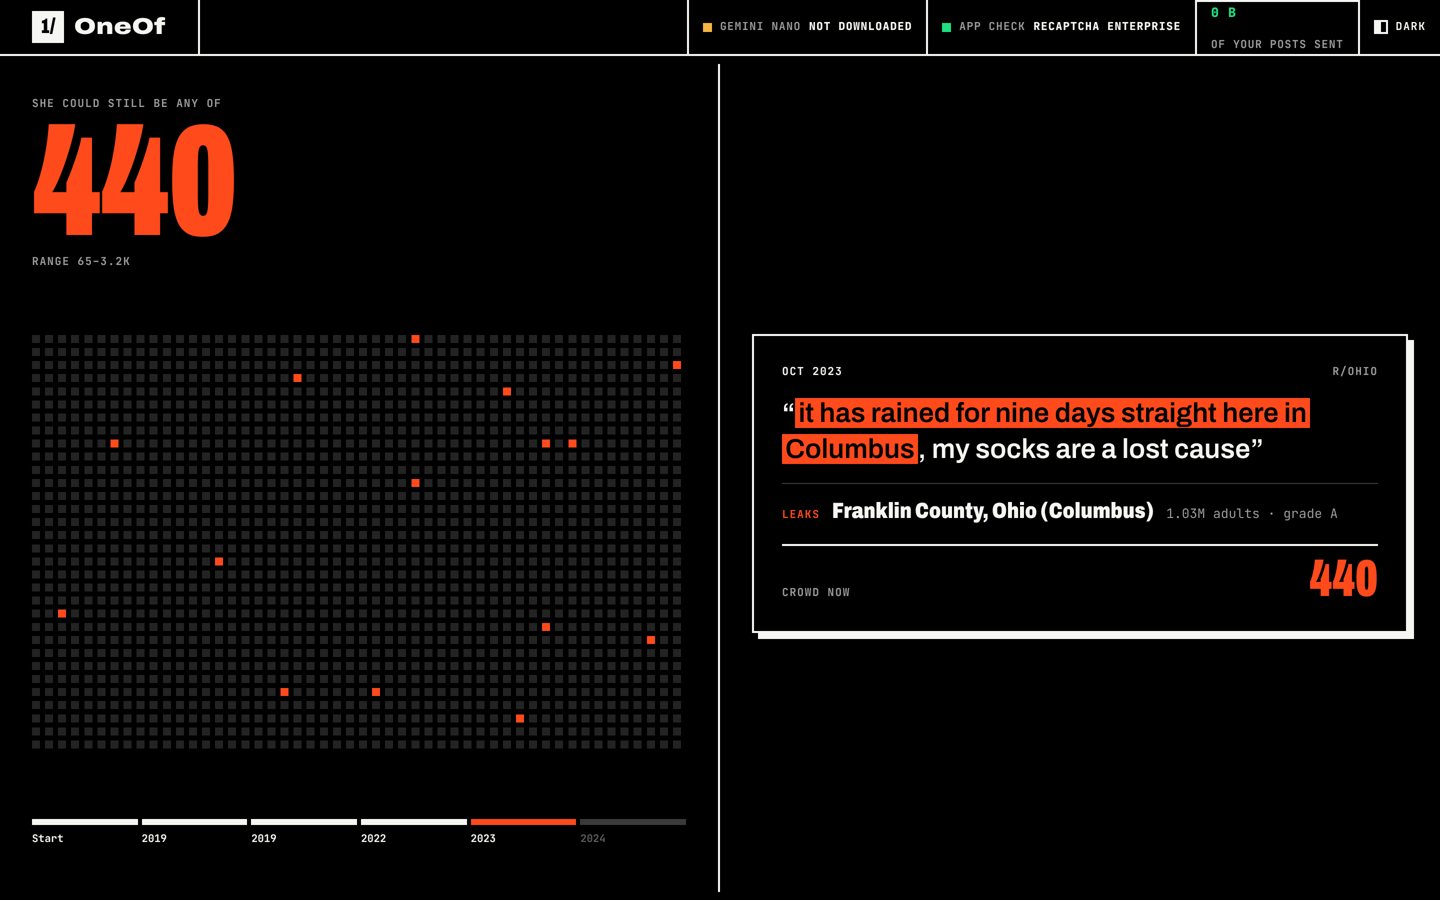 1/ OneOf
GEMINI NANO NOT DOWNLOADED
APP CHECK RECAPTCHA ENTERPRISE
0 B
OF YOUR POSTS SENT
DARK
SHE COULD STILL BE ANY OF
440
RANGE 65–3.2K
Start 2019 2019 2022 2023 2024
OCT 2023 R/OHIO
“it has rained for nine days straight here in
Columbus, my socks are a lost cause”
LEAKS Franklin County, Ohio (Columbus) 1.03M adults · grade A
CROWD NOW 440